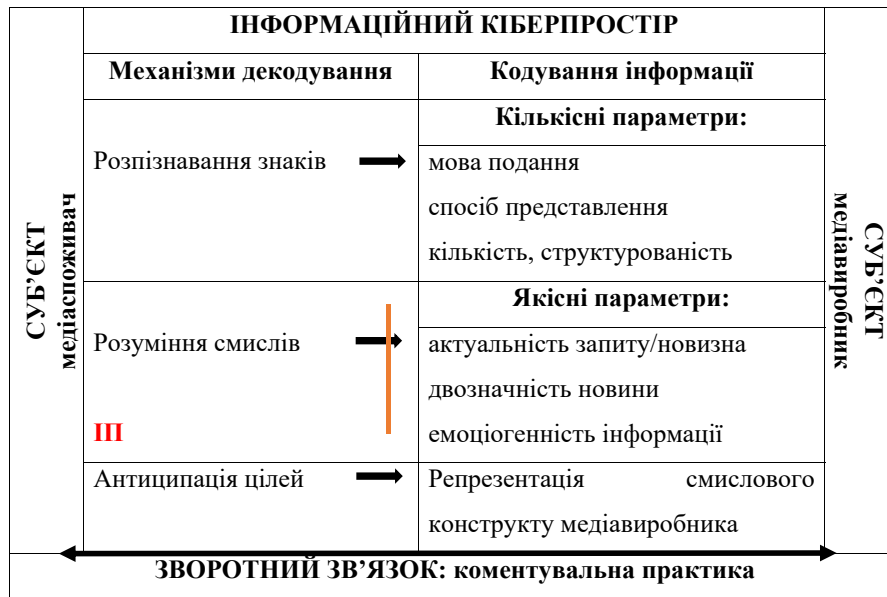 ІНФОРМАЦІЙНИЙ КІБЕРПРОСТІР
СУБ’ЄКТ
медіаспоживач
Механізми декодування
Кодування інформації
Кількісні параметри:
Розпізнавання знаків
мова подання
спосіб представлення
кількість, структурованість
Якісні параметри:
Розуміння смислів
актуальність запиту/новизна
двозначність новини
ІП
емоціогенність інформації
Антиципація цілей
Репрезентація смислового
конструкту медіавиробника
СУБ’ЄКТ
медіавиробник
ЗВОРОТНИЙ ЗВ’ЯЗОК: коментувальна практика